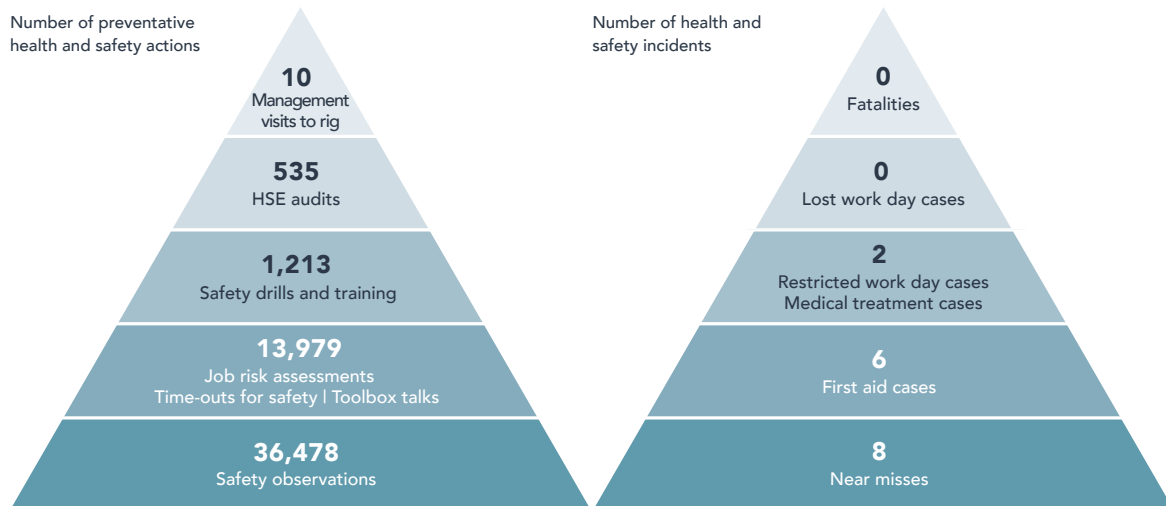 Number of preventative
health and safety actions
10
Management
visits to rig
535
HSE audits
1,213
Safety drills and training
13,979
Job risk assessments
Time-outs for safety | Toolbox talks
36,478
Safety observations
Number of health and
safety incidents
0
Fatalities
0
Lost work day cases
2
Restricted work day cases
Medical treatment cases
6
First aid cases
8
Near misses